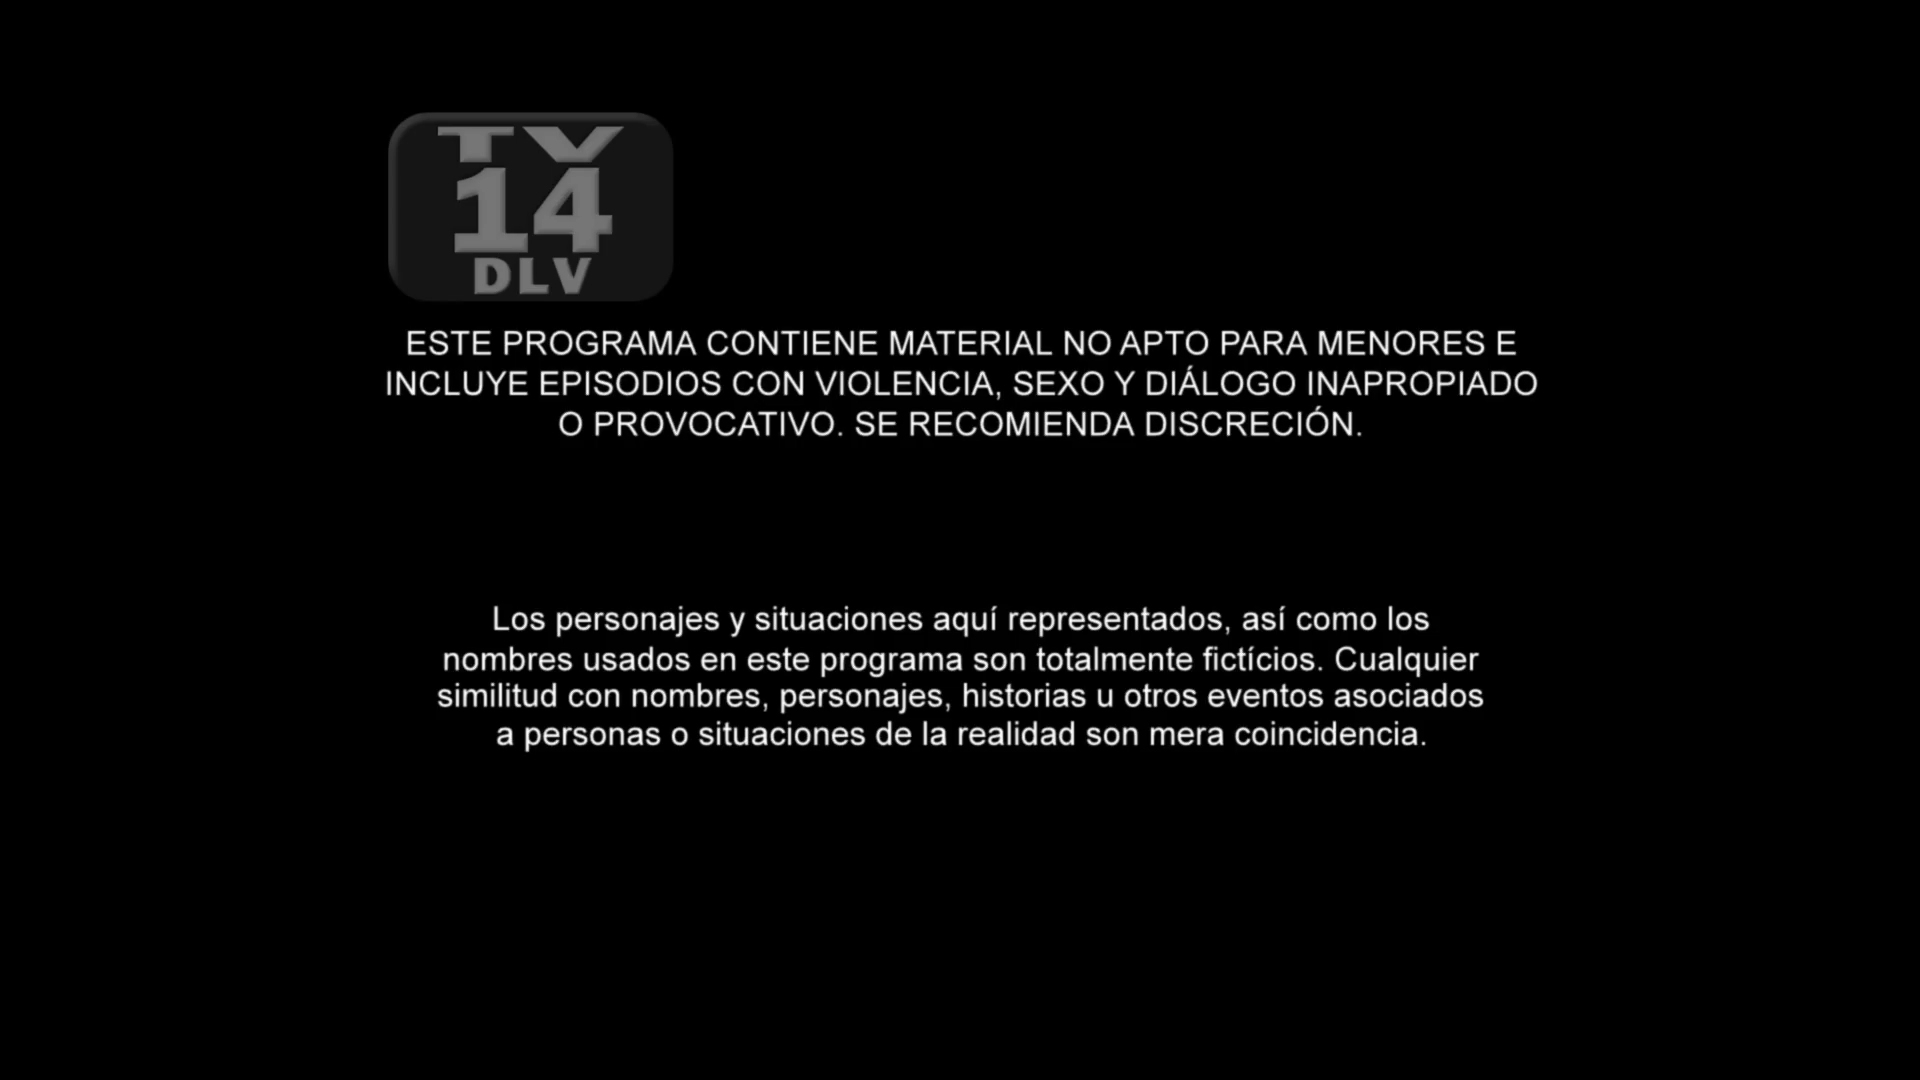 TV
14
DLV
ESTE PROGRAMA CONTIENE MATERIAL NO APTO PARA MENORES E
INCLUYE EPISODIOS CON VIOLENCIA, SEXO Y DIÁLOGO INAPROPIADO
O PROVOCATIVO. SE RECOMIENDA DISCRECIÓN.
Los personajes y situaciones aquí representados, así como los
nombres usados en este programa son totalmente fictícios. Cualquier
similitud con nombres, personajes, historias u otros eventos asociados
a personas o situaciones de la realidad son mera coincidencia.